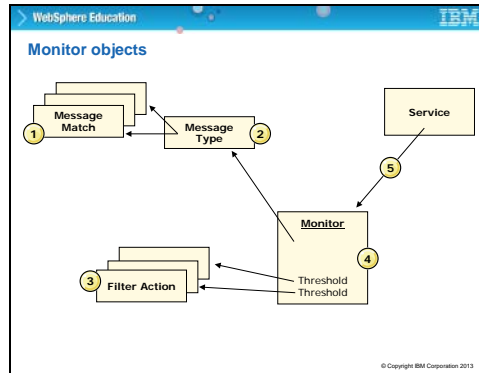 WebSphere Education
IBM
Monitor objects
Message
Match
1
Message
Type
2
Service
5
Monitor
4
Threshold
Threshold
3
Filter Action
© Copyright IBM Corporation 2013